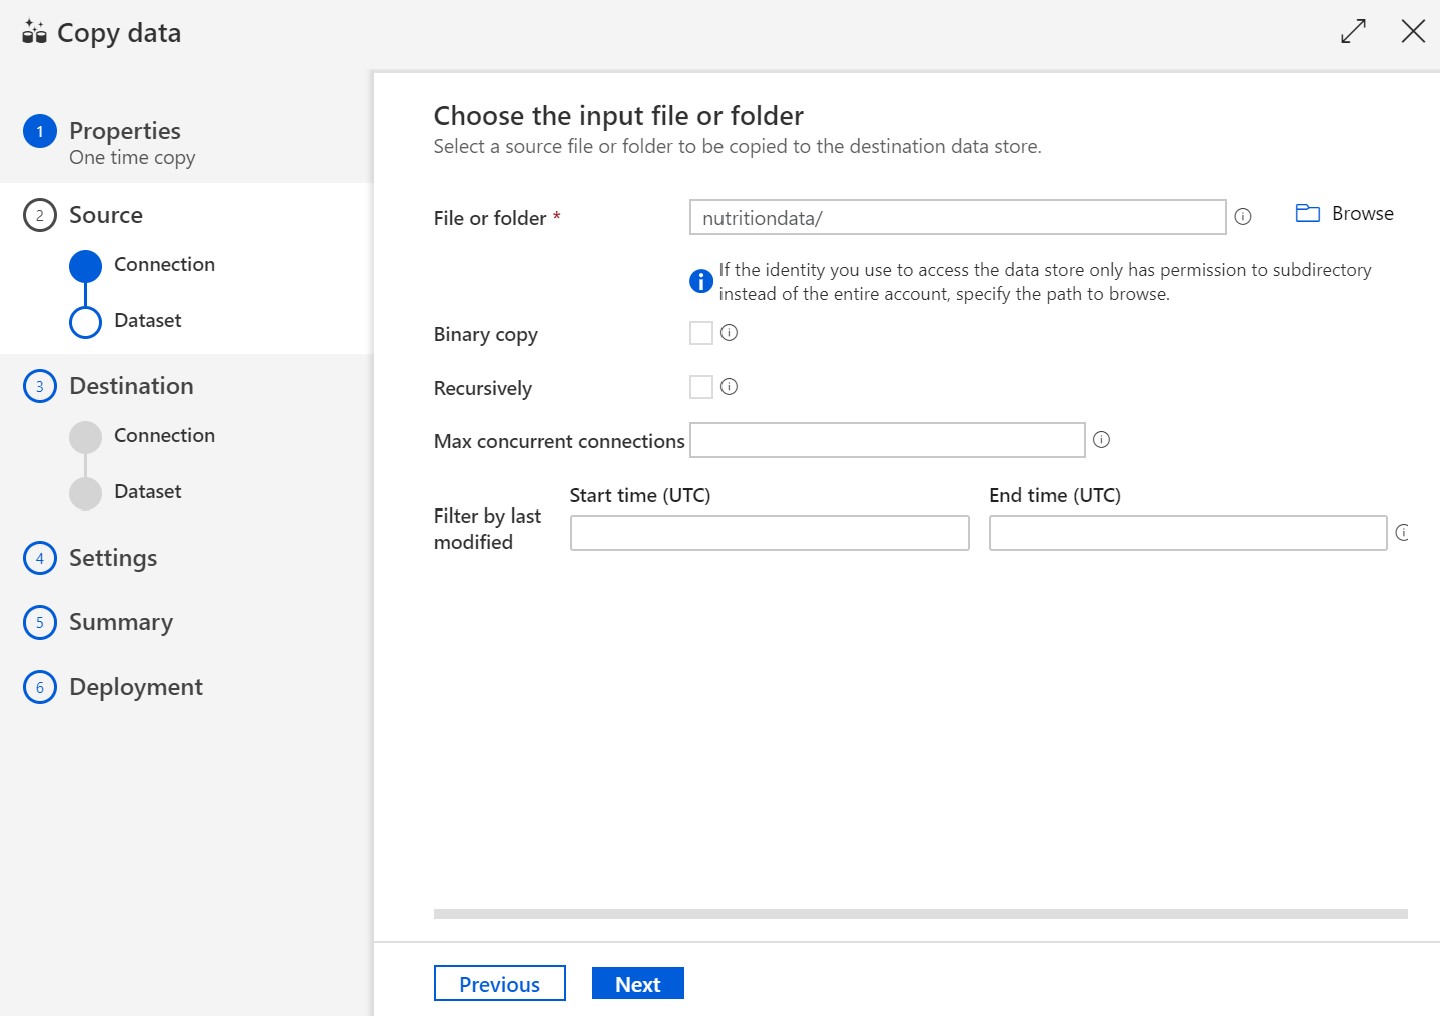 Copy data
1 Properties
One time copy
2 Source
Connection
Dataset
3 Destination
Connection
Dataset
4 Settings
5 Summary
6 Deployment
Choose the input file or folder
Select a source file or folder to be copied to the destination data store.
File or folder * nutritiondata/ Browse
If the identity you use to access the data store only has permission to subdirectory
instead of the entire account, specify the path to browse.
Binary copy
Recursively
Max concurrent connections
Start time (UTC) End time (UTC)
Filter by last
modified
Previous Next